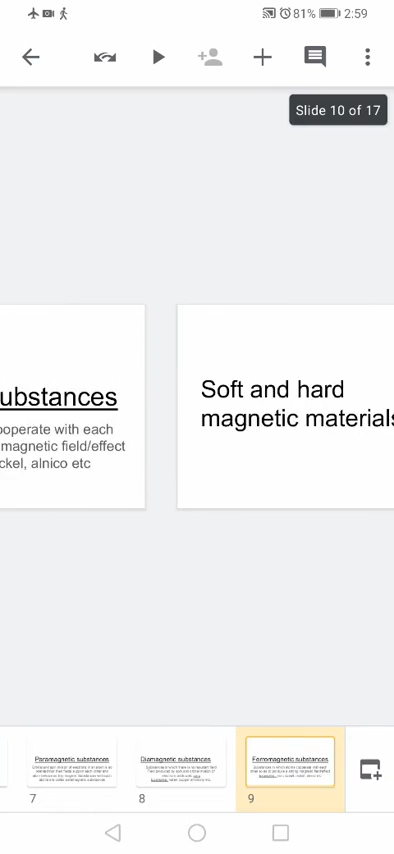 81% 2:59
Slide 10 of 17
ubstances
ooperate with each
magnetic field/effect
ckel, alnico etc
Soft and hard
magnetic materials
Paramagnetic substances
Diamagnetic substances
Ferromagnetic substances
7
8
9